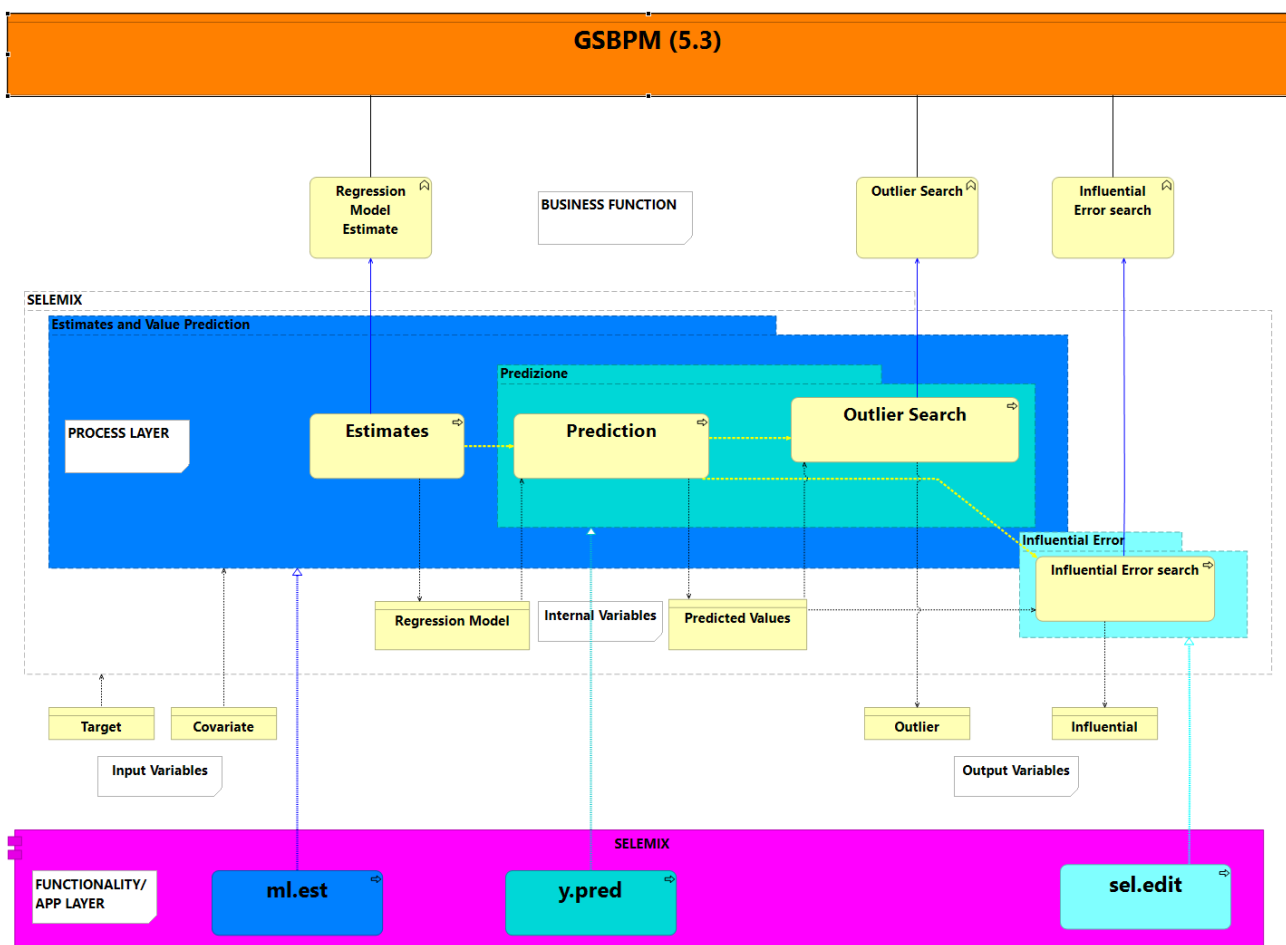 GSBPM (5.3)
Regression
Model
Estimate
BUSINESS FUNCTION
Outlier Search
Influential
Error search
SELEMIX
Estimates and Value Prediction
Predizione
PROCESS LAYER
Estimates
Prediction
Outlier Search
Influential Error
Influential Error search
Regression Model
Internal Variables
Predicted Values
Target
Covariate
Outlier
Influential
Input Variables
Output Variables
SELEMIX
FUNCTIONALITY/
APP LAYER
ml.est
y.pred
sel.edit